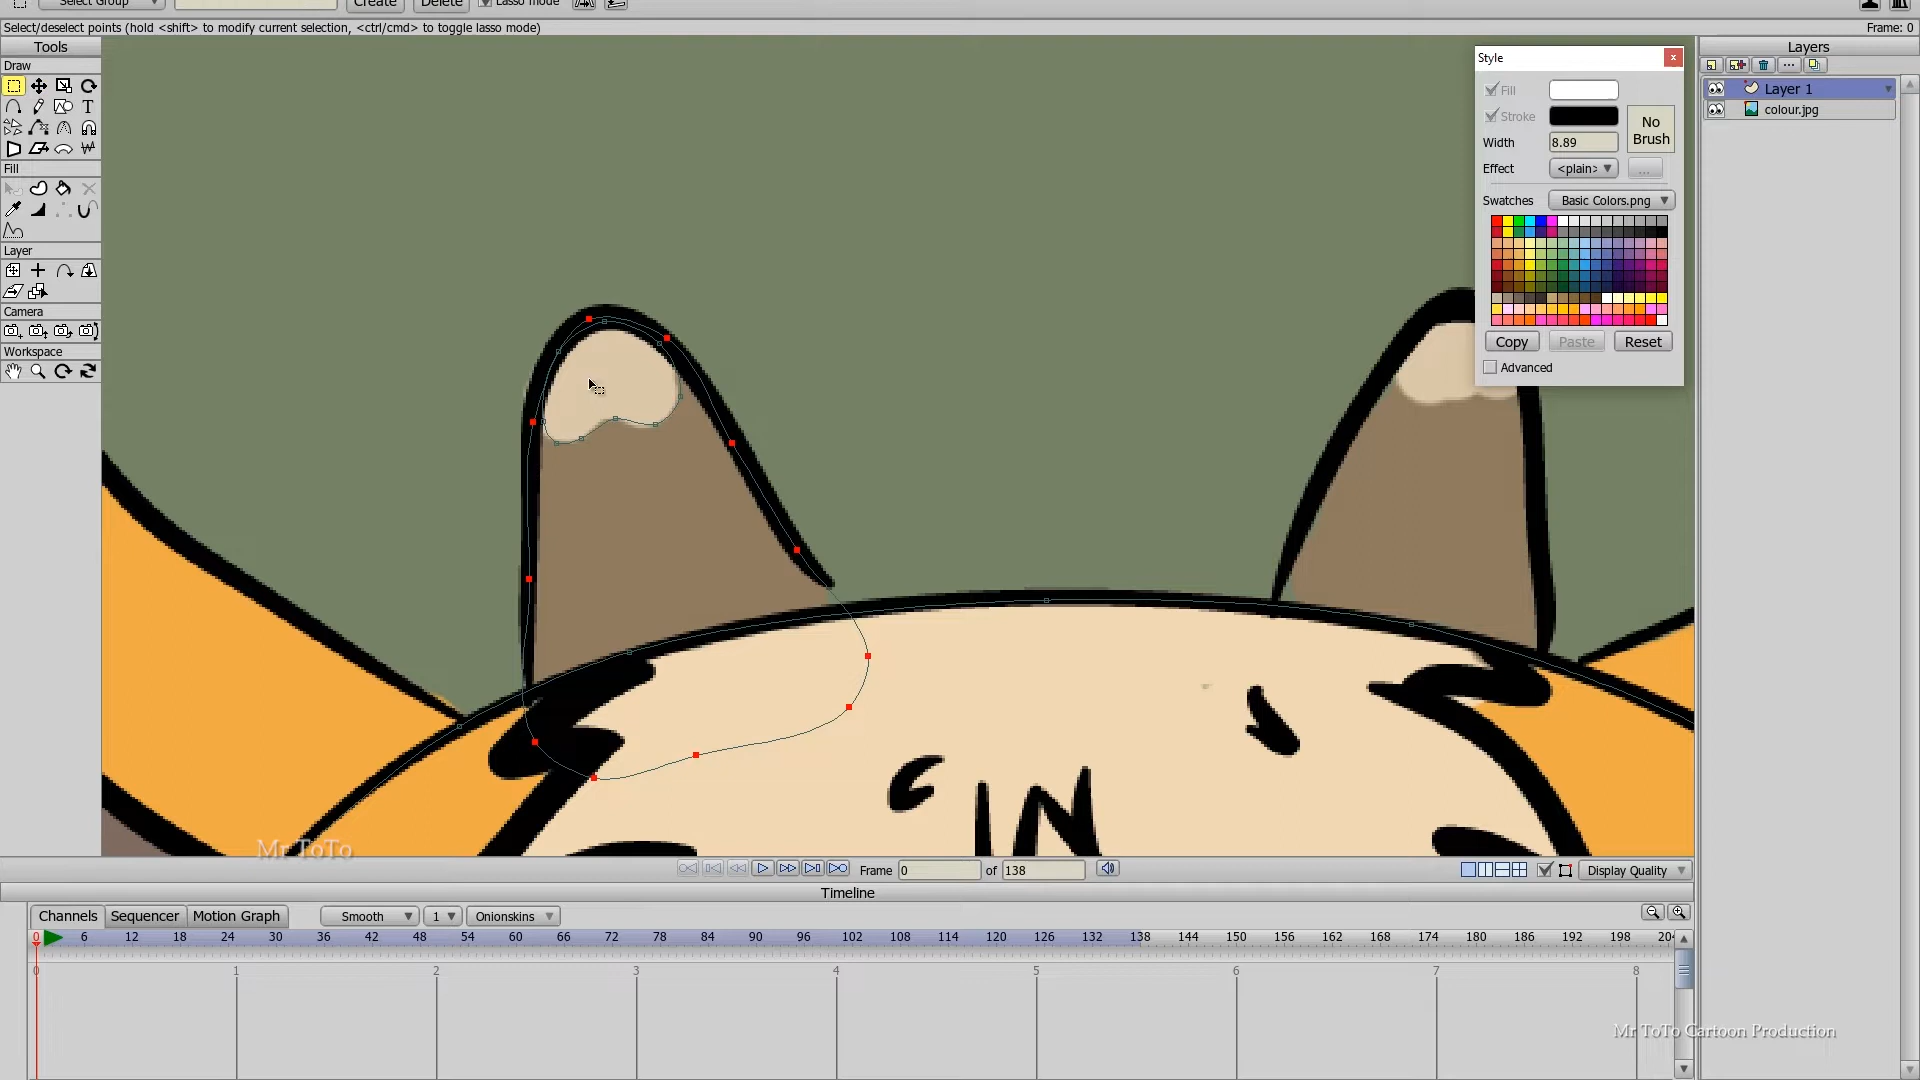 Select Group
Create
Delete
Lasso mode
Select/deselect points (hold <shift> to modify current selection, <ctrl/cmd> to toggle lasso mode)
Frame: 0
Tools
Draw
T
Fill
Layer
Camera
Workspace
Style
Fill
Stroke
No
Brush
Width
8.89
Effect
<plain>
...
Swatches
Basic Colors.png
Copy
Paste
Reset
Advanced
Layers
Layer 1
colour.jpg
Mr ToTo
Frame
0
of
138
Display Quality
Timeline
Channels
Sequencer
Motion Graph
Smooth
1
Onionskins
0 6 12 18 24 30 36 42 48 54 60 66 72 78 84 90 96 102 108 114 120 126 132 138 144 150 156 162 168 174 180 186 192 198 204
0 1 2 3 4 5 6 7 8
Mr ToTo Cartoon Production